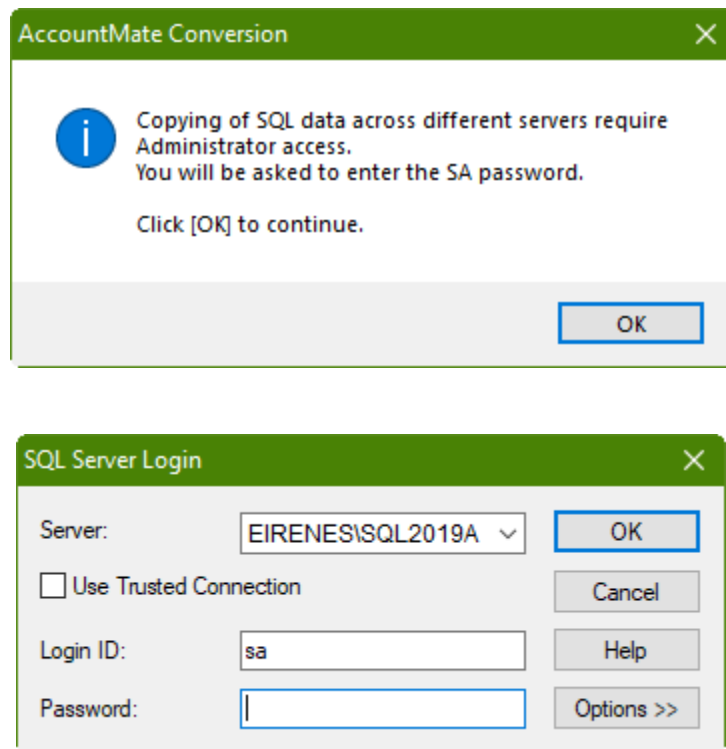 AccountMate Conversion
Copying of SQL data across different servers require
Administrator access.
You will be asked to enter the SA password.
Click [OK] to continue.
OK
SQL Server Login
Server: EIRENES\SQL2019A OK
Use Trusted Connection Cancel
Login ID: sa Help
Password: Options >>